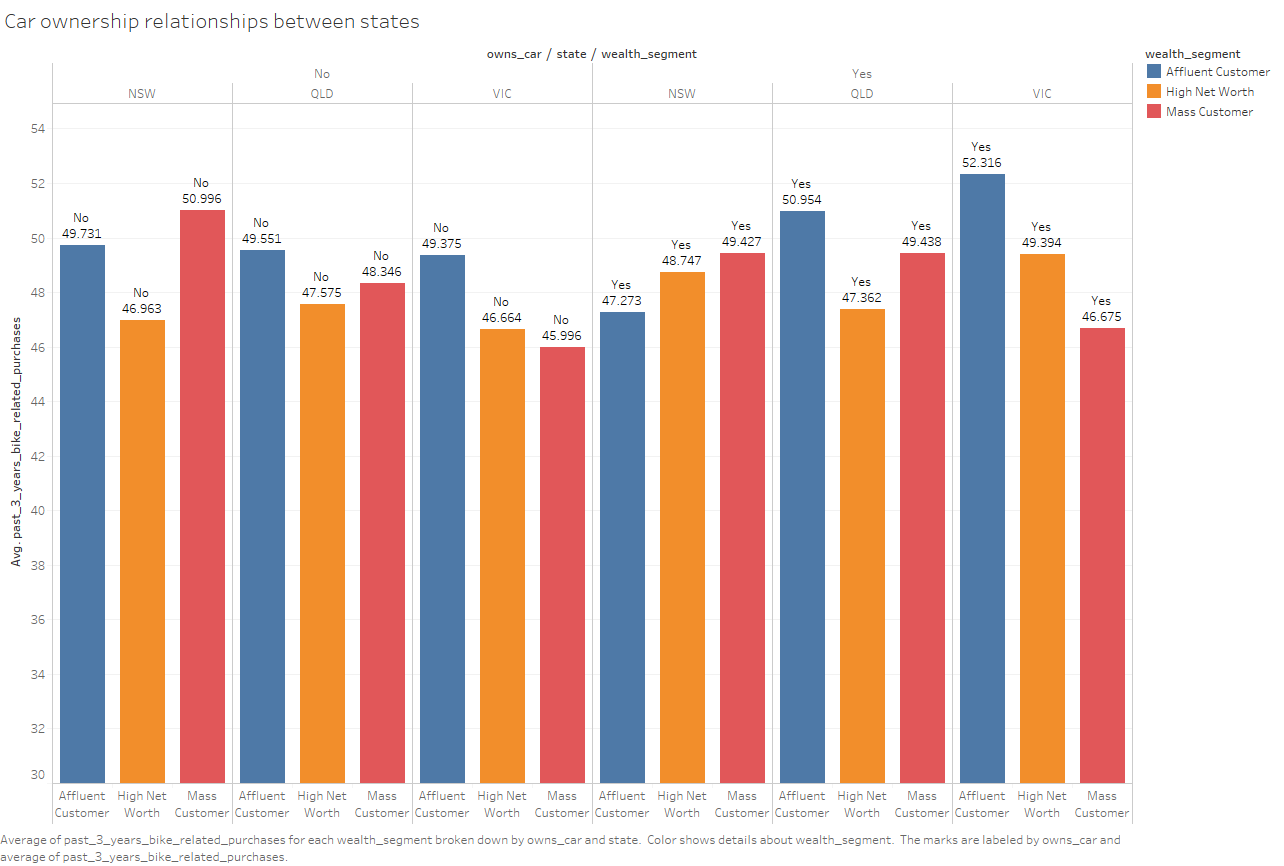 Car ownership relationships between states
owns_car / state / wealth_segment
wealth_segment
Affluent Customer
High Net Worth
Mass Customer
No
Yes
NSW
QLD
VIC
NSW
QLD
VIC
Avg. past_3_years_bike_related_purchases
54
52
50
48
46
44
42
40
38
36
34
32
30
No
49.731
No
46.963
No
50.996
No
49.551
No
47.575
No
48.346
No
49.375
No
46.664
No
45.996
Yes
47.273
Yes
48.747
Yes
49.427
Yes
50.954
Yes
47.362
Yes
49.438
Yes
52.316
Yes
49.394
Yes
46.675
Affluent
Customer
High Net
Worth
Mass
Customer
Affluent
Customer
High Net
Worth
Mass
Customer
Affluent
Customer
High Net
Worth
Mass
Customer
Affluent
Customer
High Net
Worth
Mass
Customer
Affluent
Customer
High Net
Worth
Mass
Customer
Affluent
Customer
High Net
Worth
Mass
Customer
Average of past_3_years_bike_related_purchases for each wealth_segment broken down by owns_car and state. Color shows details about wealth_segment. The marks are labeled by owns_car and
average of past_3_years_bike_related_purchases.